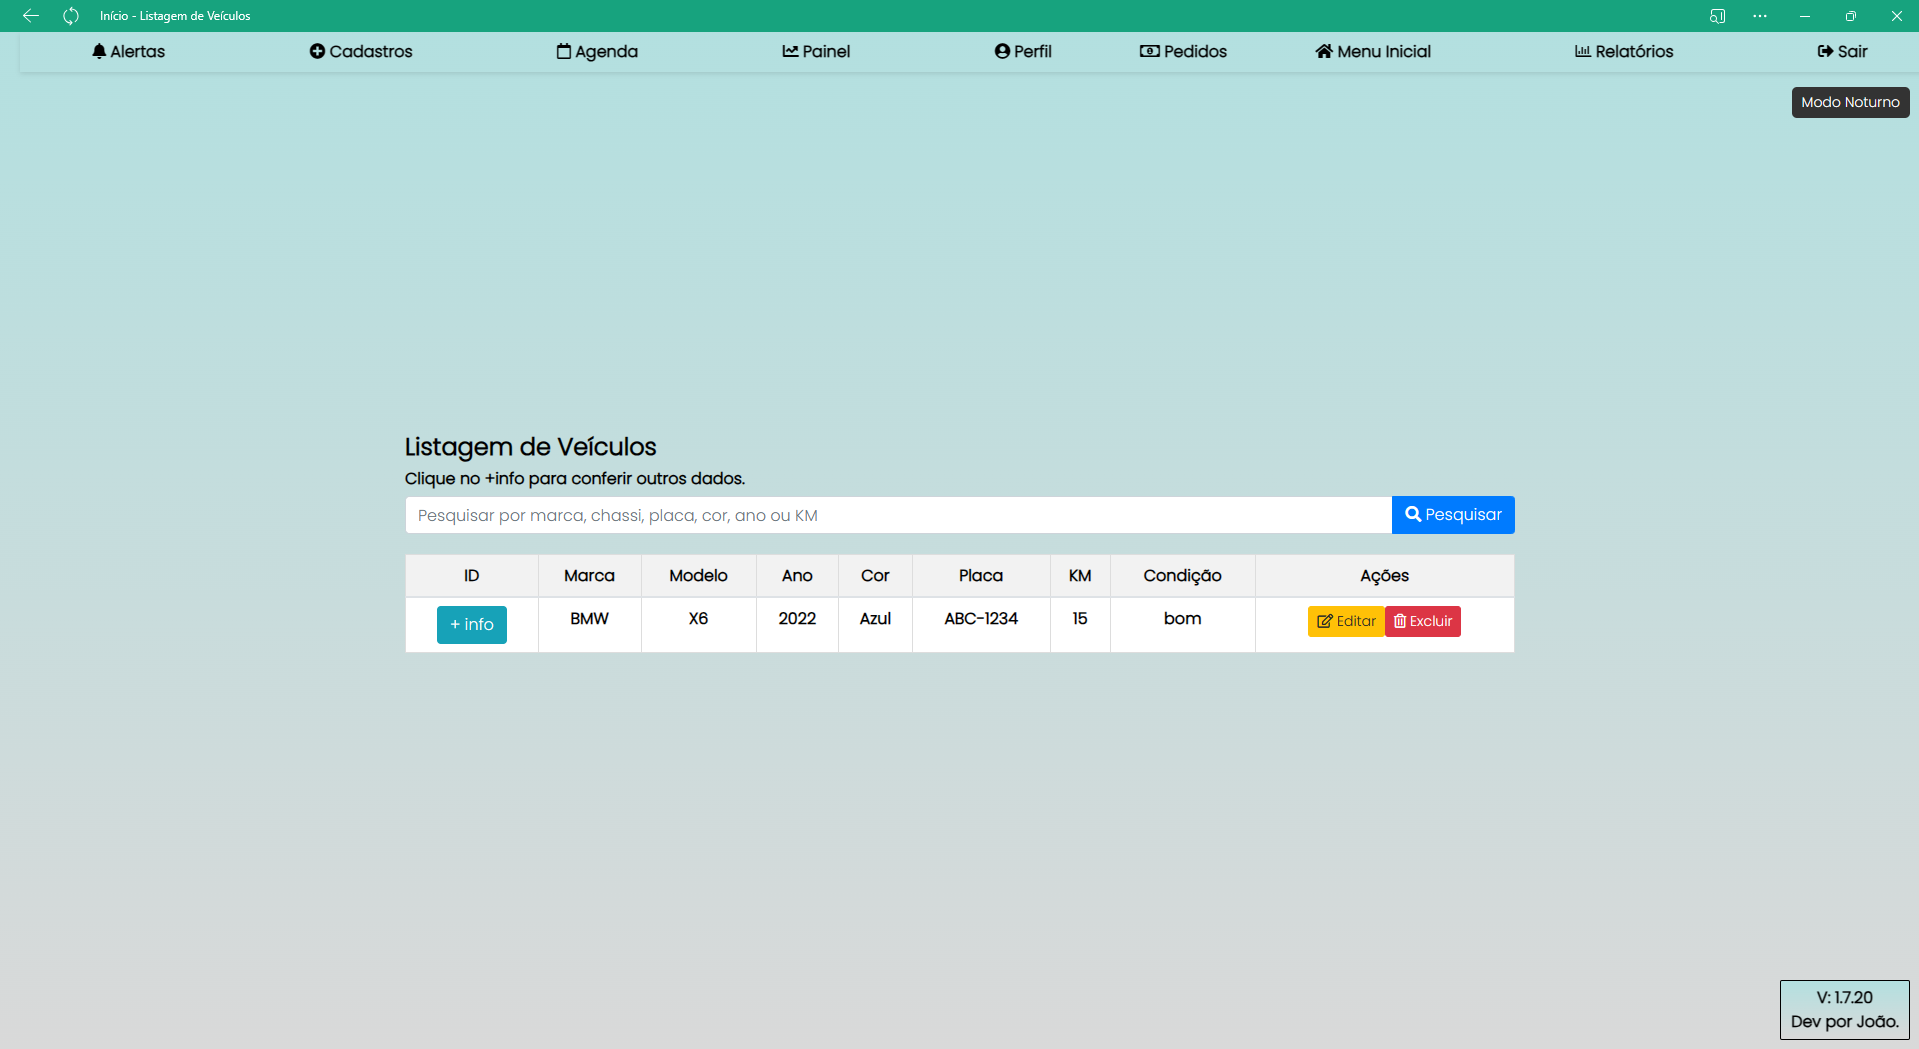 Início - Listagem de Veículos
Alertas Cadastros Agenda Painel Perfil Pedidos Menu Inicial Relatórios Sair
Modo Noturno
Listagem de Veículos
Clique no +info para conferir outros dados.
Pesquisar por marca, chassi, placa, cor, ano ou KM Pesquisar
ID Marca Modelo Ano Cor Placa KM Condição Ações
+ info BMW X6 2022 Azul ABC-1234 15 bom Editar Excluir
V: 1.7.20
Dev por João.